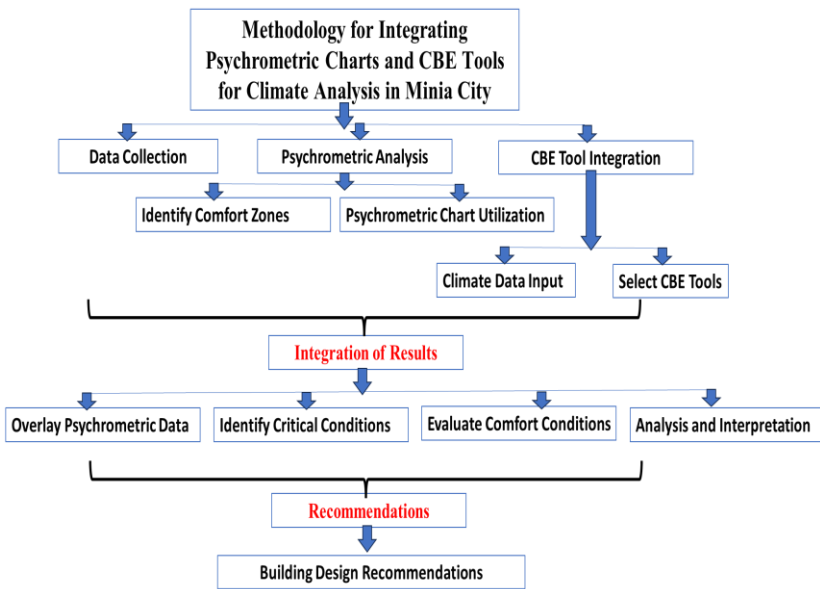 Methodology for Integrating
Psychrometric Charts and CBE Tools
for Climate Analysis in Minia City
Data Collection
Psychrometric Analysis
CBE Tool Integration
Identify Comfort Zones
Psychrometric Chart Utilization
Climate Data Input
Select CBE Tools
Integration of Results
Overlay Psychrometric Data
Identify Critical Conditions
Evaluate Comfort Conditions
Analysis and Interpretation
Recommendations
Building Design Recommendations